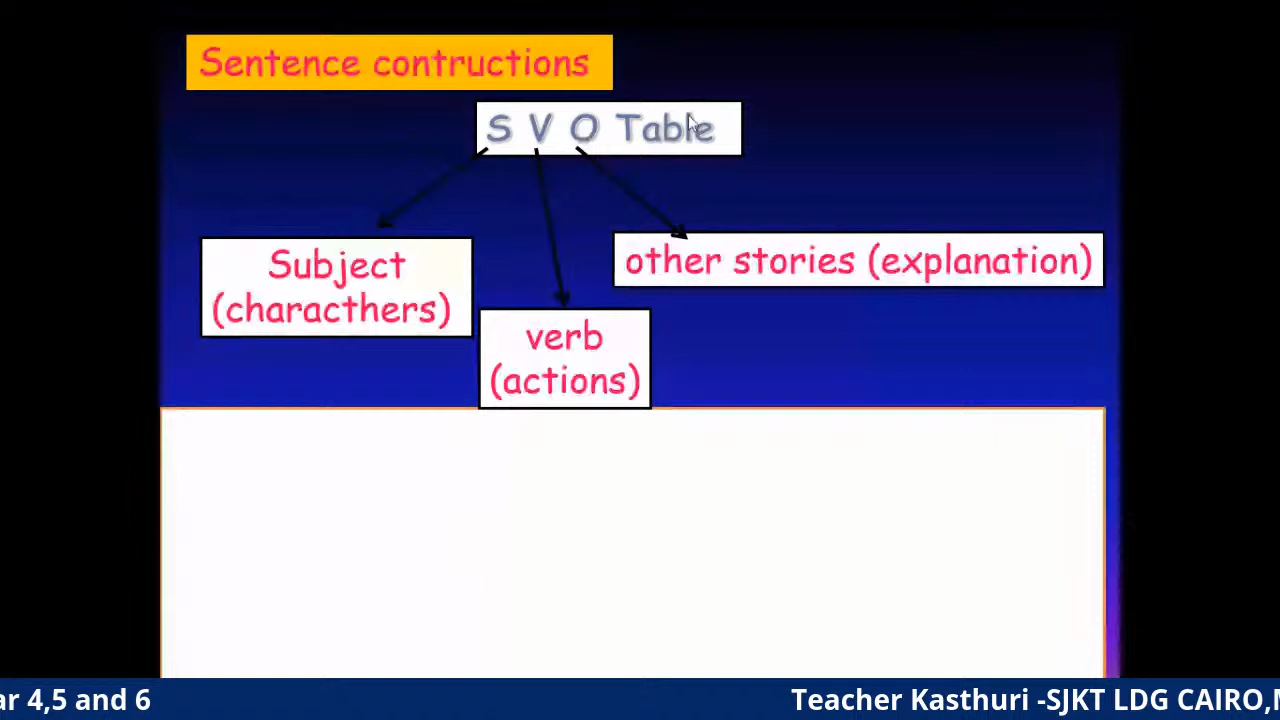 Sentence contructions
S V O Table
Subject
(characthers)
other stories (explanation)
verb
(actions)
4,5 and 6
Teacher Kasthuri -SJKT LDG CAIRO,